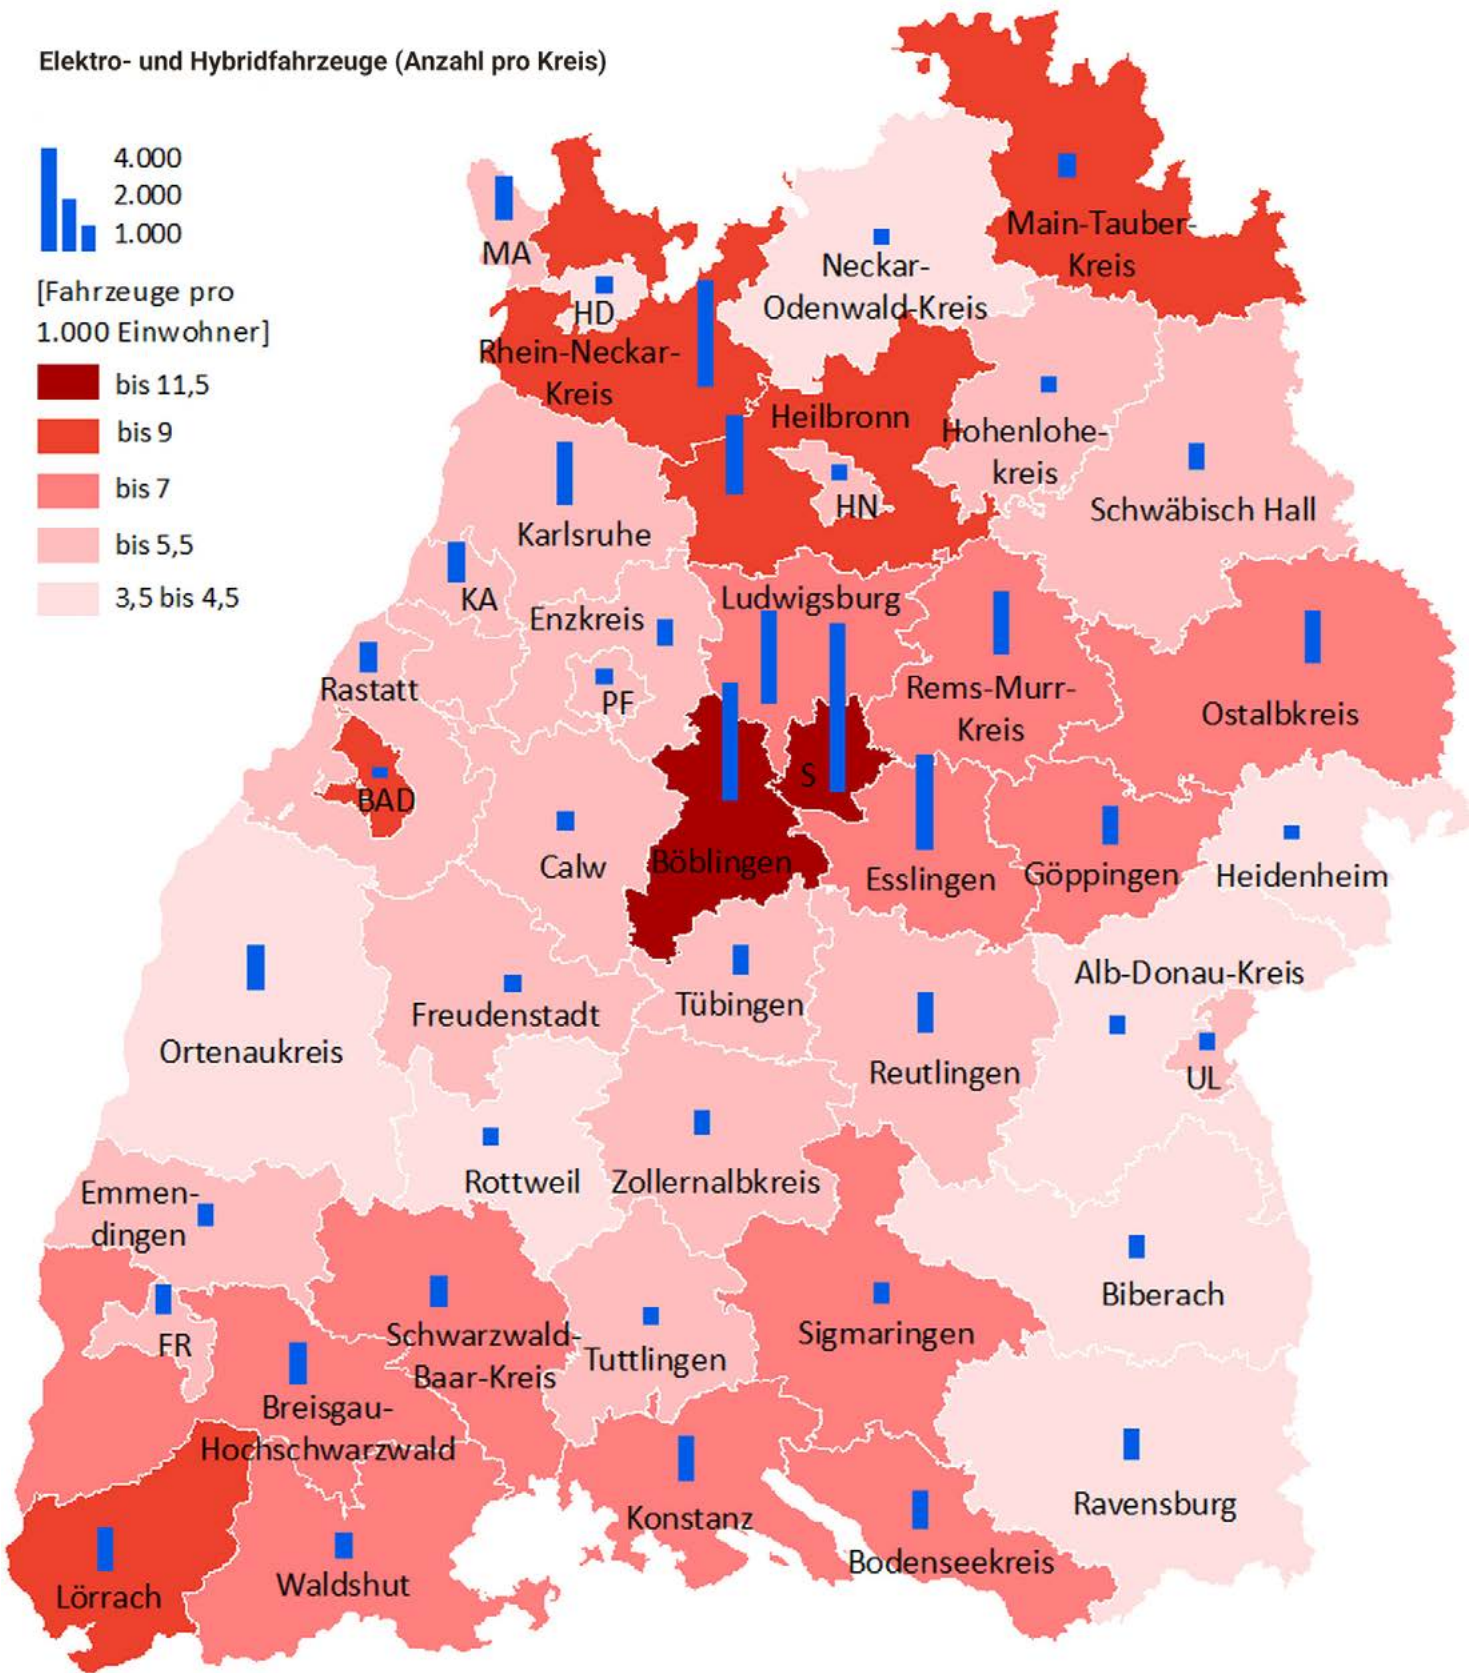 Elektro- und Hybridfahrzeuge (Anzahl pro Kreis)
4.000
2.000
1.000
[Fahrzeuge pro
1.000 Einwohner]
bis 11,5
bis 9
bis 7
bis 5,5
3,5 bis 4,5
MA
HD
Rhein-Neckar-
Kreis
Neckar-
Odenwald-Kreis
Main-Tauber-
Kreis
Heilbronn
HN
Hohenlohe-
kreis
Schwäbisch Hall
Karlsruhe
KA
Enzkreis
PF
Rastatt
BAD
Ludwigsburg
Rems-Murr-
Kreis
Ostalbkreis
S
Calw
Böblingen
Esslingen
Göppingen
Heidenheim
Ortenaukreis
Freudenstadt
Tübingen
Reutlingen
Alb-Donau-Kreis
UL
Rottweil
Zollernalbkreis
Emmen-
dingen
FR
Breisgau-
Hochschwarzwald
Schwarzwald-
Baar-Kreis
Tuttlingen
Sigmaringen
Biberach
Lörrach
Waldshut
Konstanz
Bodenseekreis
Ravensburg